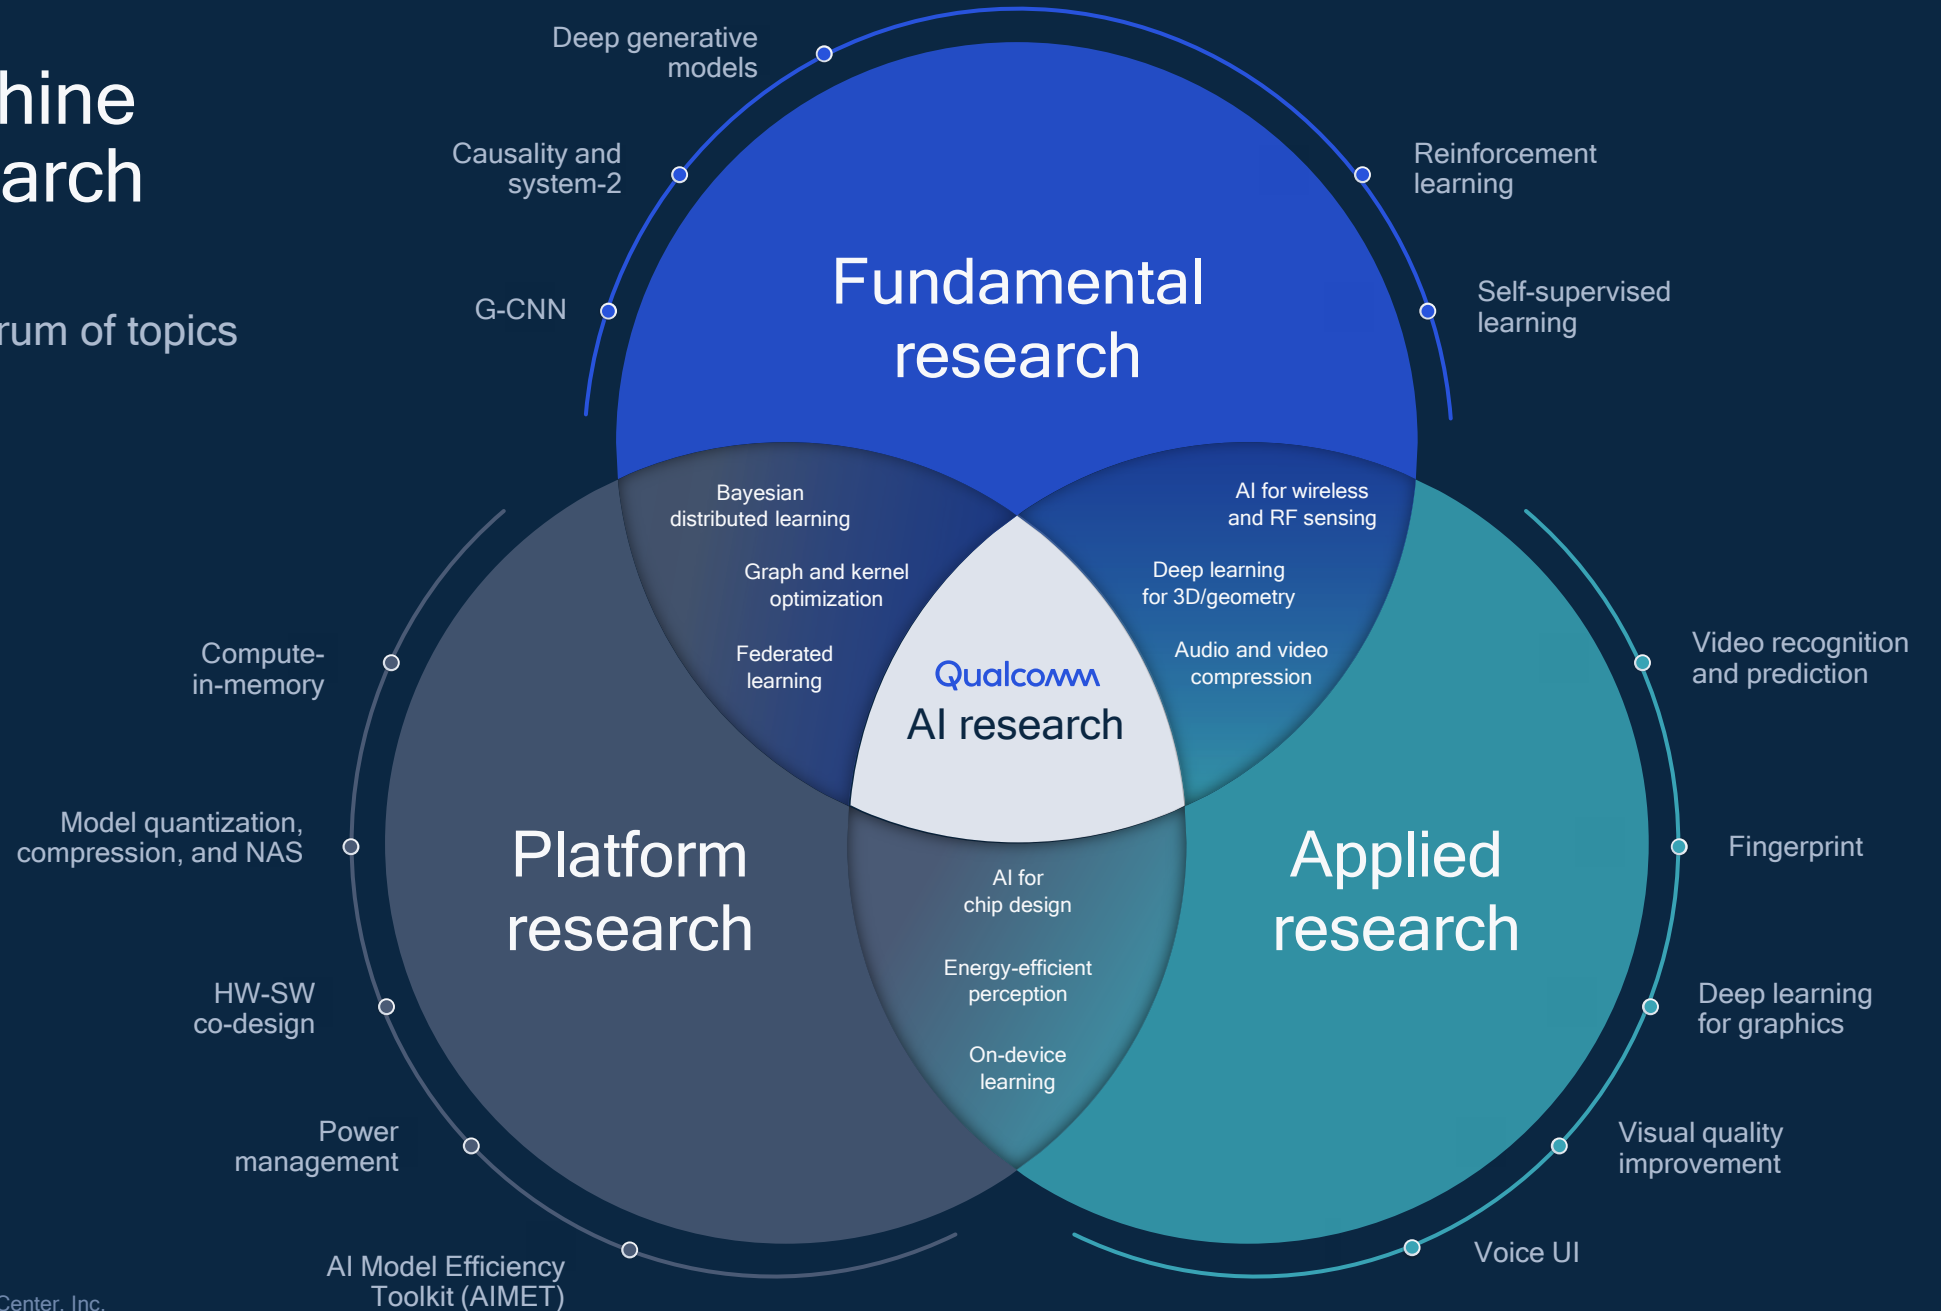 hine
arch
rum of topics
Deep generative
models
Causality and
system-2
G-CNN
Reinforcement
learning
Self-supervised
learning
Fundamental
research
Bayesian
distributed learning
Graph and kernel
optimization
Federated
learning
AI for wireless
and RF sensing
Deep learning
for 3D/geometry
Audio and video
compression
Qualcomm
AI research
Compute-
in-memory
Model quantization,
compression, and NAS
HW-SW
co-design
Power
management
AI Model Efficiency
Toolkit (AIMET)
Platform
research
AI for
chip design
Energy-efficient
perception
On-device
learning
Applied
research
Video recognition
and prediction
Fingerprint
Deep learning
for graphics
Visual quality
improvement
Voice UI
Center, Inc.